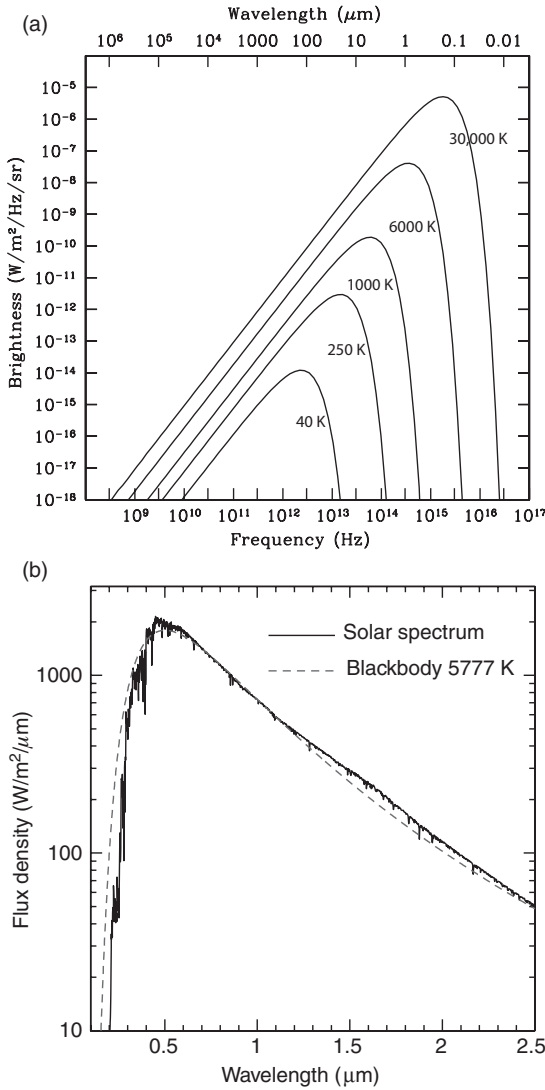 (a)
Wavelength (μm)
10⁶ 10⁵ 10⁴ 1000 100 10 1 0.1 0.01
Brightness (W/m²/Hz/sr)
10⁻⁵
10⁻⁶
10⁻⁷
10⁻⁸
10⁻⁹
10⁻¹⁰
10⁻¹¹
10⁻¹²
10⁻¹³
10⁻¹⁴
10⁻¹⁵
10⁻¹⁶
10⁻¹⁷
10⁻¹⁸
30,000 K
6000 K
1000 K
250 K
40 K
10⁹ 10¹⁰ 10¹¹ 10¹² 10¹³ 10¹⁴ 10¹⁵ 10¹⁶ 10¹⁷
Frequency (Hz)
(b)
Solar spectrum
Blackbody 5777 K
Flux density (W/m²/μm)
1000
100
10
0.5 1 1.5 2 2.5
Wavelength (μm)